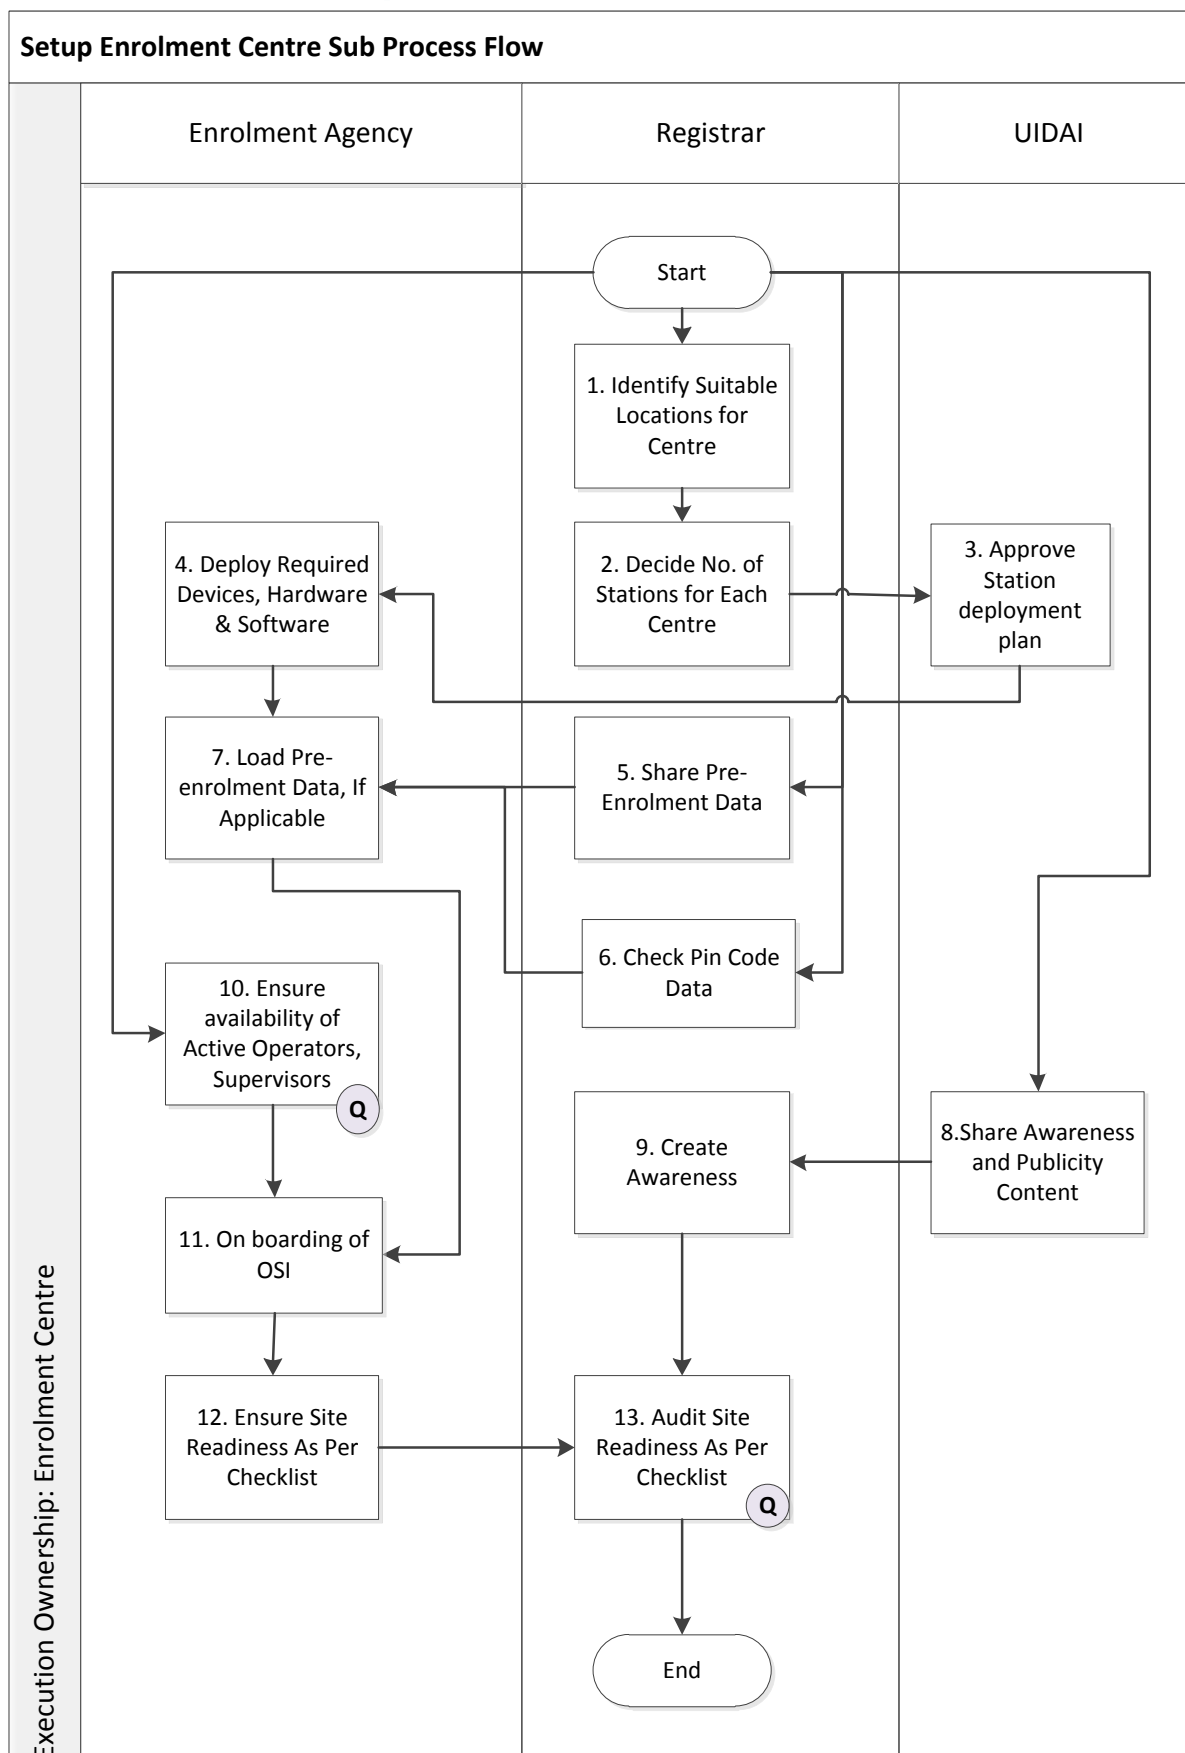 Setup Enrolment Centre Sub Process Flow
Enrolment Agency
Registrar
UIDAI
Start
1. Identify Suitable
Locations for
Centre
4. Deploy Required
Devices, Hardware
& Software
2. Decide No. of
Stations for Each
Centre
3. Approve
Station
deployment
plan
7. Load Pre-
enrolment Data, If
Applicable
5. Share Pre-
Enrolment Data
6. Check Pin Code
Data
10. Ensure
availability of
Active Operators,
Supervisors
Q
9. Create
Awareness
8.Share Awareness
and Publicity
Content
11. On boarding of
OSI
12. Ensure Site
Readiness As Per
Checklist
13. Audit Site
Readiness As Per
Checklist
Q
End
Execution Ownership: Enrolment Centre